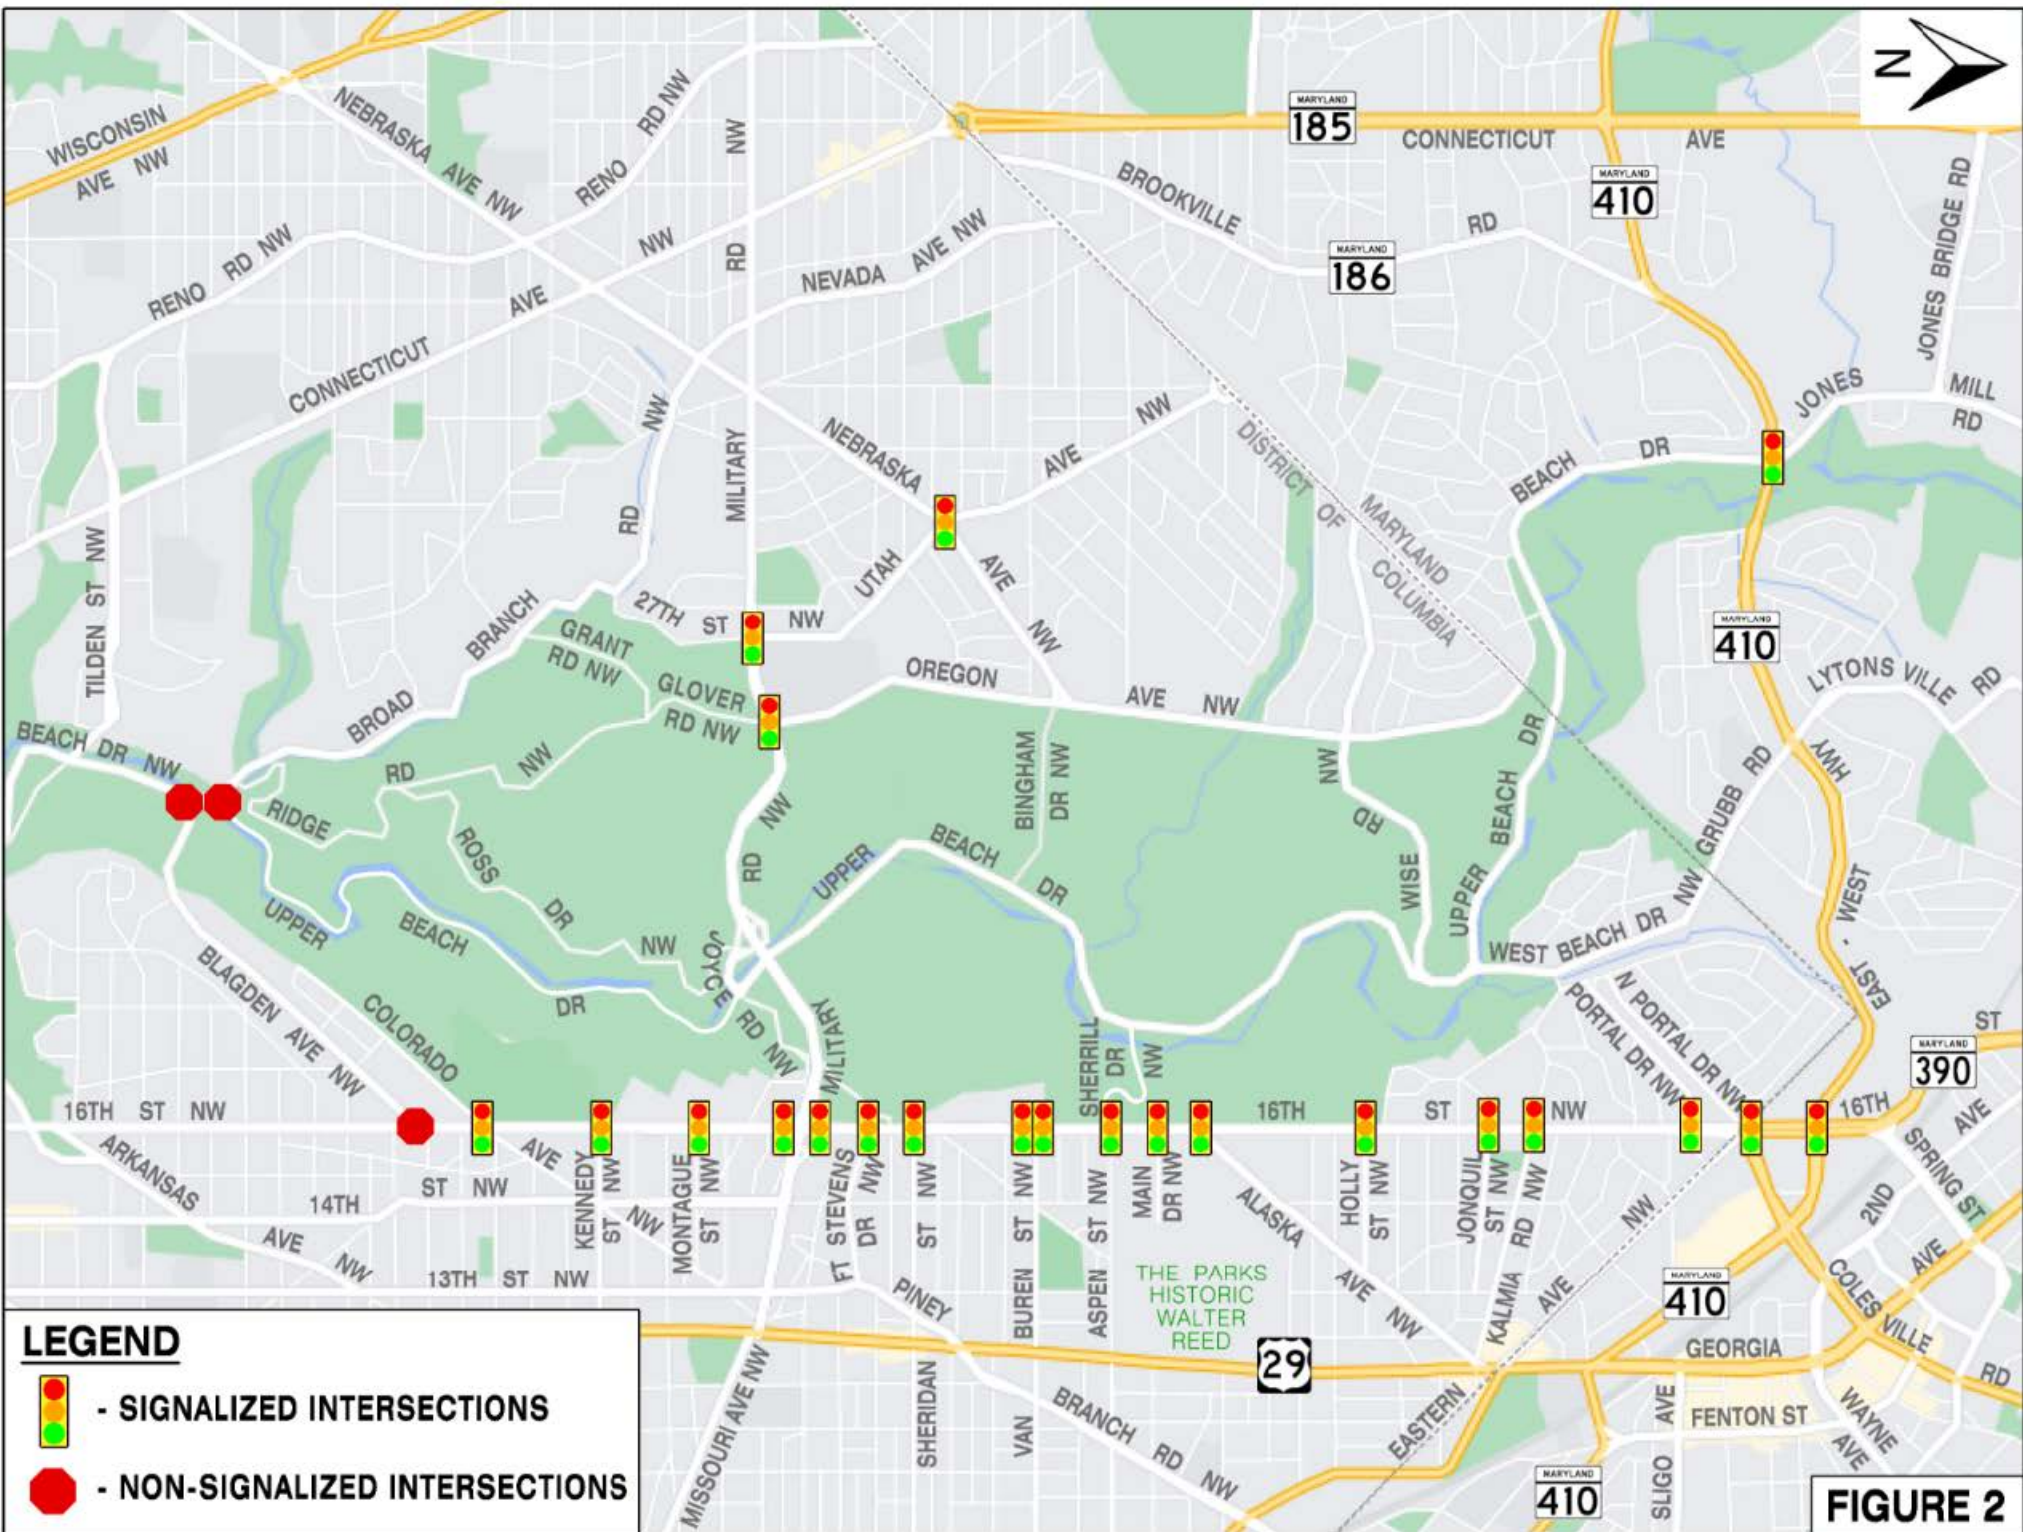 N
WISCONSIN
AVE NW
NEBRASKA
AVE NW
RENO
RD NW
RENO RD NW
CONNECTICUT
AVE
NW
MILITARY
RD
NW
NEVADA AVE NW
MARYLAND
185
CONNECTICUT AVE
BROOKVILLE
RD
MARYLAND
186
MARYLAND
410
JONES BRIDGE RD
JONES
MILL
RD
BEACH DR
DISTRICT OF
COLUMBIA
MARYLAND
NEBRASKA
AVE
NW
UTAH
AVE
NW
TILDEN ST NW
BROAD
BRANCH
RD
NW
27TH ST NW
GRANT
RD NW
GLOVER
RD NW
OREGON
AVE NW
MARYLAND
410
LYTONS VILLE RD
BEACH DR NW
RIDGE
RD
NW
ROSS
DR
NW
UPPER
BEACH
DR
JOYCE
RD NW
RD
NW
MILITARY
UPPER
BEACH
DR
BINGHAM
DR NW
NW
RD
WISE
UPPER
BEACH
DR
WEST BEACH DR NW
GRUBB RD
EAST - WEST
HWY
PORTAL DR NW
N PORTAL DR NW
BLAGDEN AVE NW
COLORADO
AVE
NW
16TH ST NW
SHERRILL
DR
NW
16TH ST NW
16TH
ST
MARYLAND
390
ARKANSAS
AVE
NW
14TH
ST NW
13TH ST NW
KENNEDY
ST NW
MONTAGUE
ST NW
FT STEVENS
DR NW
SHERIDAN
ST NW
VAN
BUREN
ST NW
ASPEN ST NW
MAIN
DR NW
ALASKA
AVE NW
HOLLY
ST NW
JONQUIL
ST NW
KALMIA RD NW
EASTERN
AVE
NW
2ND
AVE
SPRING ST
PINEY
BRANCH
RD
NW
MISSOURI AVE NW
THE PARKS
HISTORIC
WALTER
REED
29
MARYLAND
410
GEORGIA
AVE
COLES VILLE
RD
SLIGO AVE
FENTON ST
WAYNE
AVE
MARYLAND
410
LEGEND
- SIGNALIZED INTERSECTIONS
- NON-SIGNALIZED INTERSECTIONS
FIGURE 2